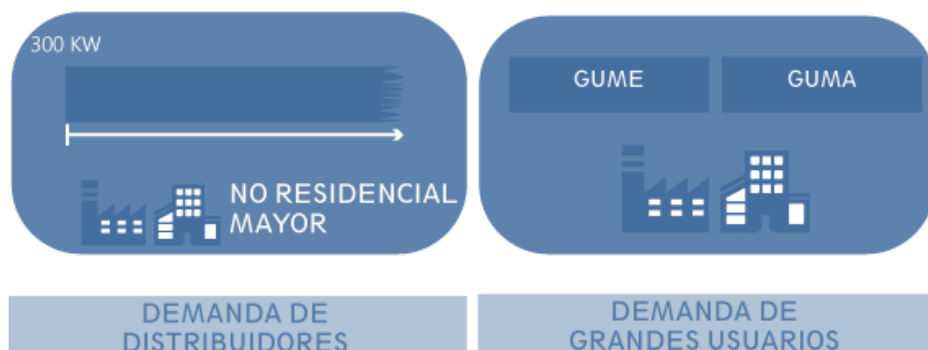 300 KW
NO RESIDENCIAL
MAYOR
GUME
GUMA
DEMANDA DE
DISTRIBUIDORES
DEMANDA DE
GRANDES USUARIOS